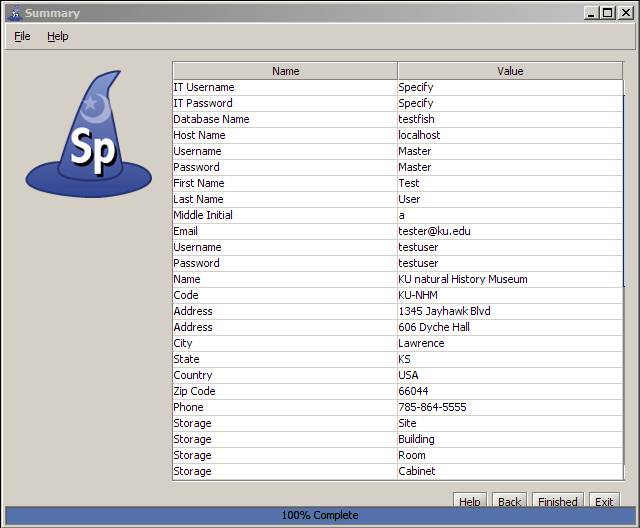 Summary
File Help
Name Value
IT Username Specify
IT Password Specify
Database Name testfish
Host Name localhost
Username Master
Password Master
First Name Test
Last Name User
Middle Initial a
Email tester@ku.edu
Username testuser
Password testuser
Name KU natural History Museum
Code KU-NHM
Address 1345 Jayhawk Blvd
Address 606 Dyche Hall
City Lawrence
State KS
Country USA
Zip Code 66044
Phone 785-864-5555
Storage Site
Storage Building
Storage Room
Storage Cabinet
Sp
Help Back Finished Exit
100% Complete